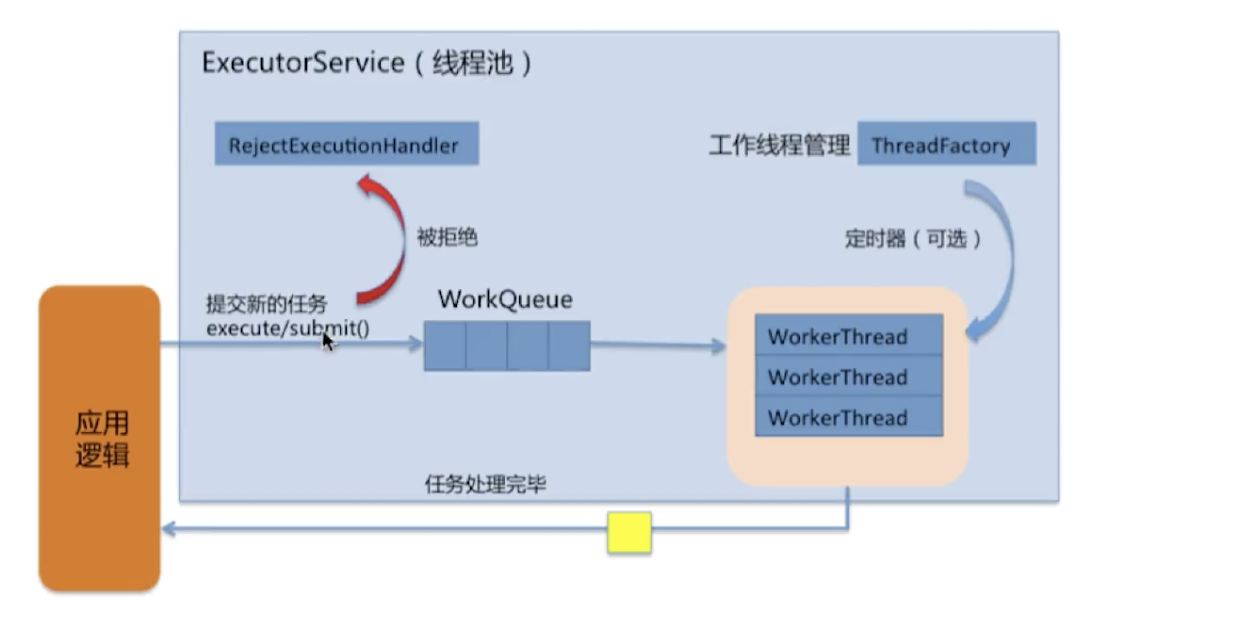 ExecutorService（线程池）
RejectExecutionHandler
工作线程管理
ThreadFactory
被拒绝
定时器（可选）
提交新的任务
execute/submit()
WorkQueue
WorkerThread
WorkerThread
WorkerThread
应用
逻辑
任务处理完毕